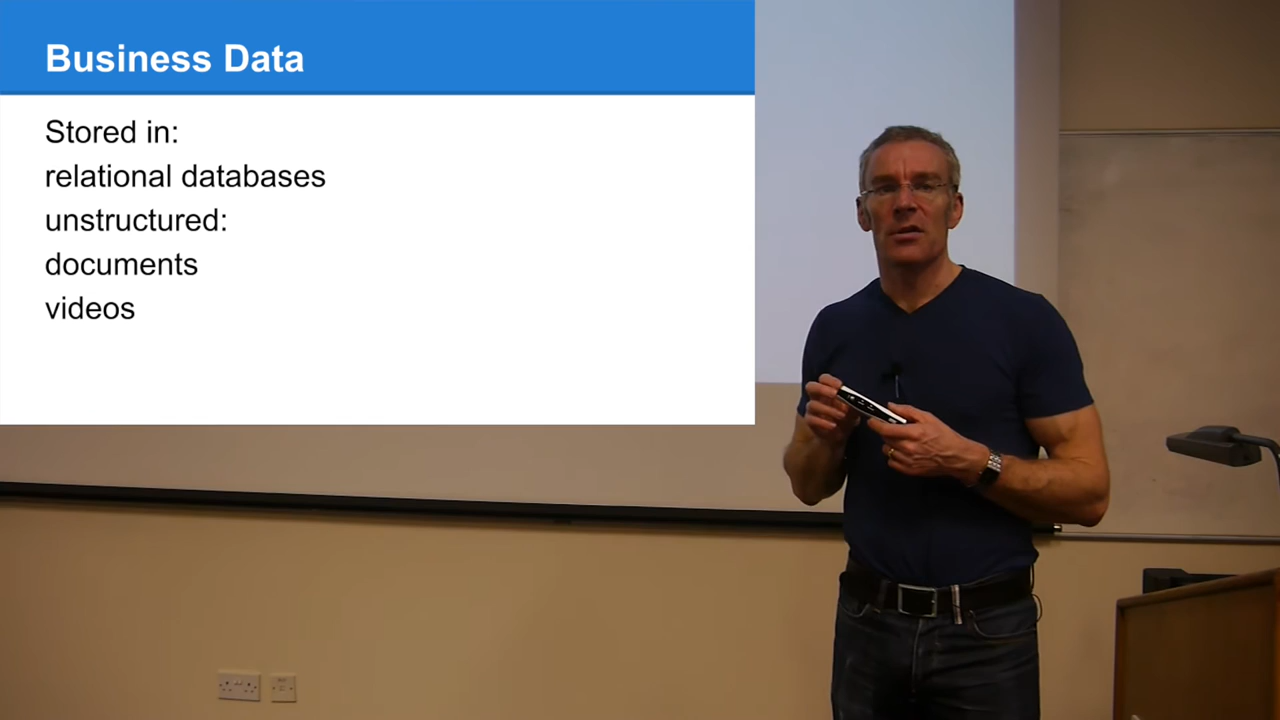 Business Data
Stored in:
relational databases
unstructured:
documents
videos